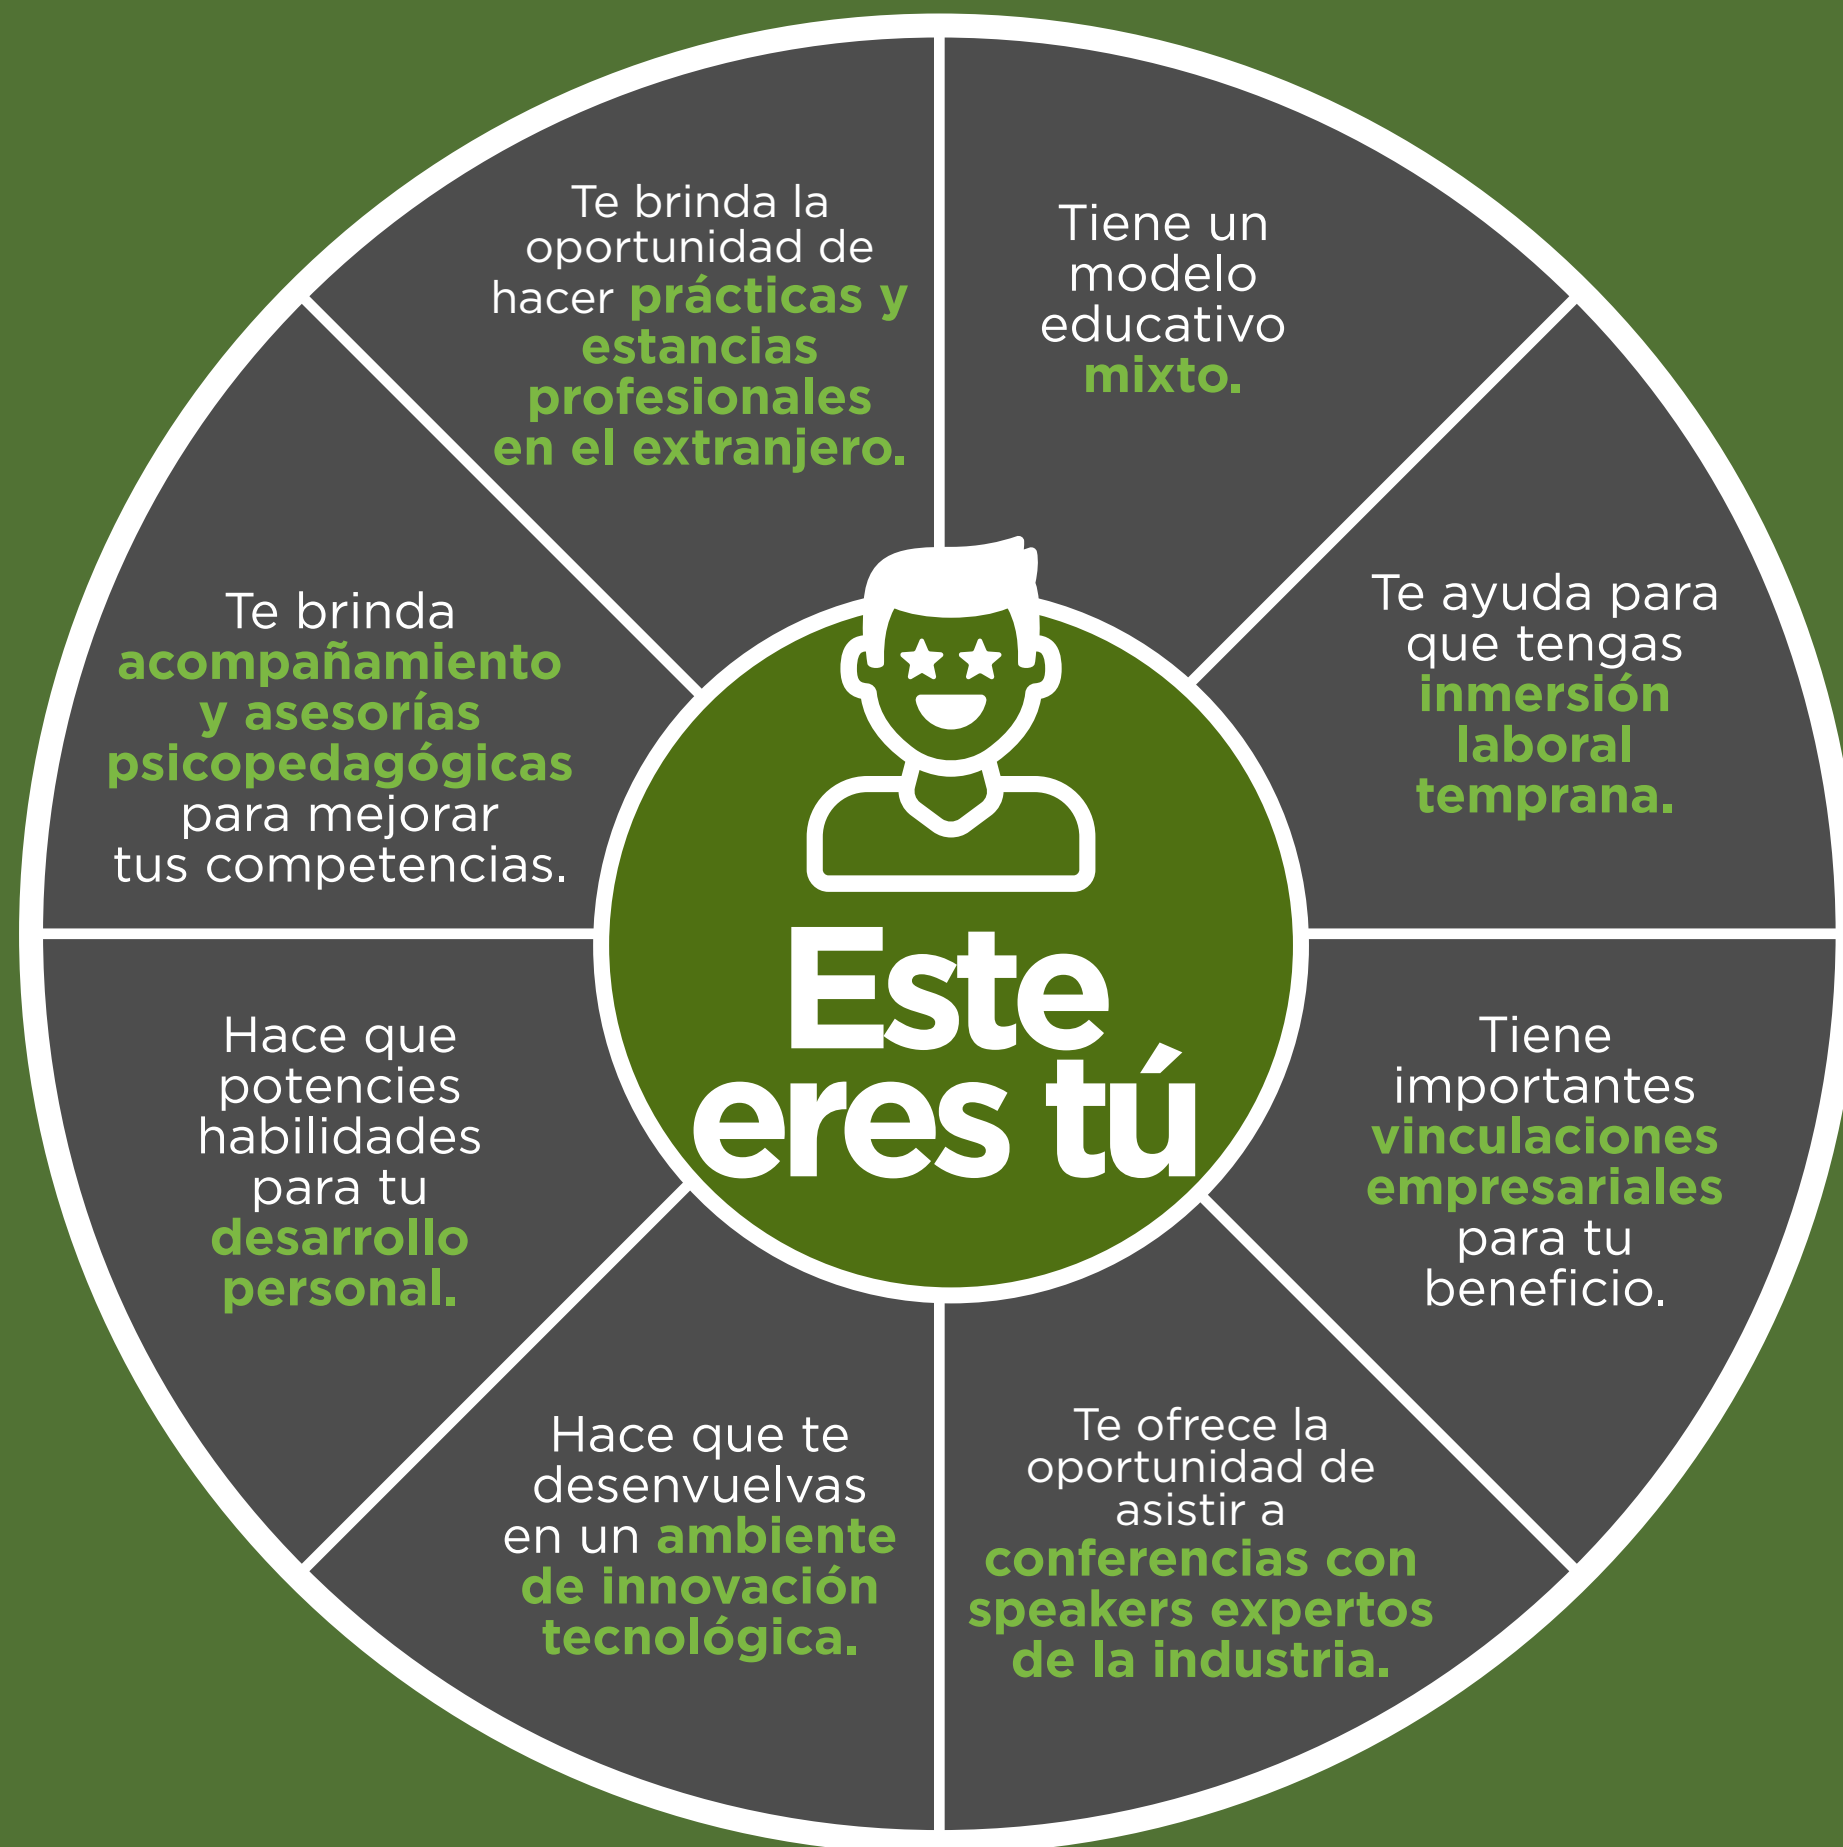 Te brinda la
oportunidad de
hacer prácticas y
estancias
profesionales
en el extranjero.
Tiene un
modelo
educativo
mixto.
Te ayuda para
que tengas
inmersión
laboral
temprana.
Tiene
importantes
vinculaciones
empresariales
para tu
beneficio.
Te ofrece la
oportunidad de
asistir a
conferencias con
speakers expertos
de la industria.
Hace que te
desenvuelvas
en un ambiente
de innovación
tecnológica.
Hace que
potencies
habilidades
para tu
desarrollo
personal.
Te brinda
acompañamiento
y asesorías
psicopedagógicas
para mejorar
tus competencias.
Este
eres tú